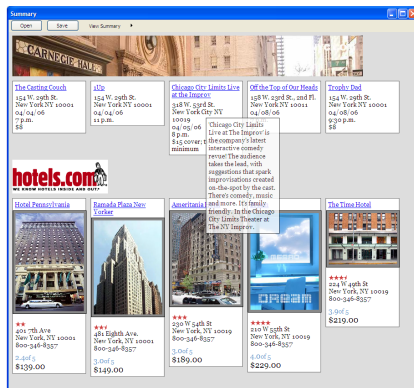 Summary
Open
Save
View Summary
CARNEGIE HALL
The Casting Couch
154 W. 29th St.
New York NY 10001
04/04/06
7 p.m.
$8
1Up
154 W. 29th St.
New York NY 10001
04/04/06
11 p.m.
Chicago City Limits Live
at the Improv
318 W. 53rd St.
New York City NY
10019
04/05/06
8 p.m.
$15 cover; t
minimum
Off the Top of Our Heads
158 W. 23rd St., 2nd Fl.
New York NY 10011
04/08/06
Trophy Dad
154 W. 29th St.
New York NY 10001
04/08/06
9:30 p.m.
$8
'Chicago City Limits
Live at The Improv' is
the company's latest
interactive comedy
revue! The audience
takes the lead, with
suggestions that spark
improvisations created
on-the-spot by the cast.
There's comedy, music
and more. It's family
friendly. In the Chicago
City Limits Theater at
The NY Improv.
hotels.com
WE KNOW HOTELS INSIDE AND OUT
Hotel Pennsylvania
401 7th Ave
New York, NY 10001
800-346-8357
2.4of 5
$139.00
Ramada Plaza New
Yorker
481 Eighth Ave.
New York, NY 10001
800-346-8357
3.0of 5
$149.00
Ameritania
230 W 54th St
New York, NY 10019
800-346-8357
3.0of 5
$189.00
DREAM
210 W 55th St
New York, NY 10019
800-346-8357
4.0of 5
$229.00
The Time Hotel
224 W 49th St
New York, NY 10019
800-346-8357
3.9of 5
$219.00